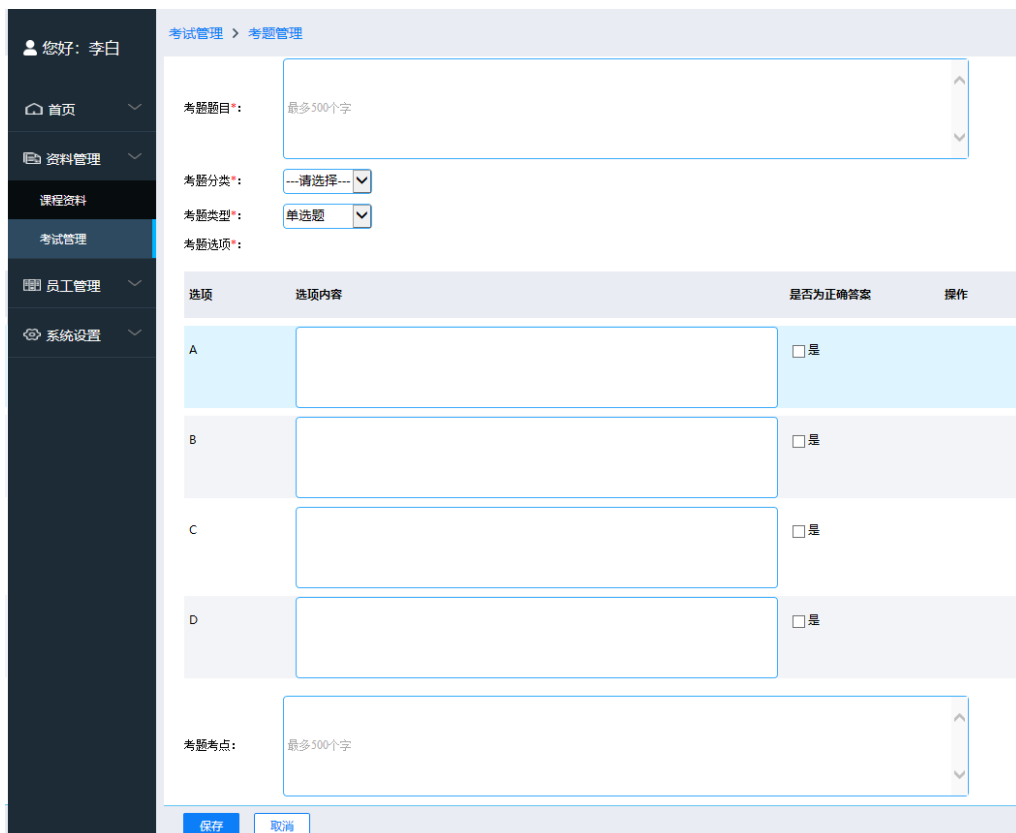 您好：李白
首页
资料管理
课程资料
考试管理
员工管理
系统设置
考试管理 > 考题管理
考题题目*：
最多500个字
考题分类*：
---请选择---
考题类型*：
单选题
考题选项*：
选项 选项内容 是否为正确答案 操作
A 是
B 是
C 是
D 是
考题考点：
最多500个字
保存 取消